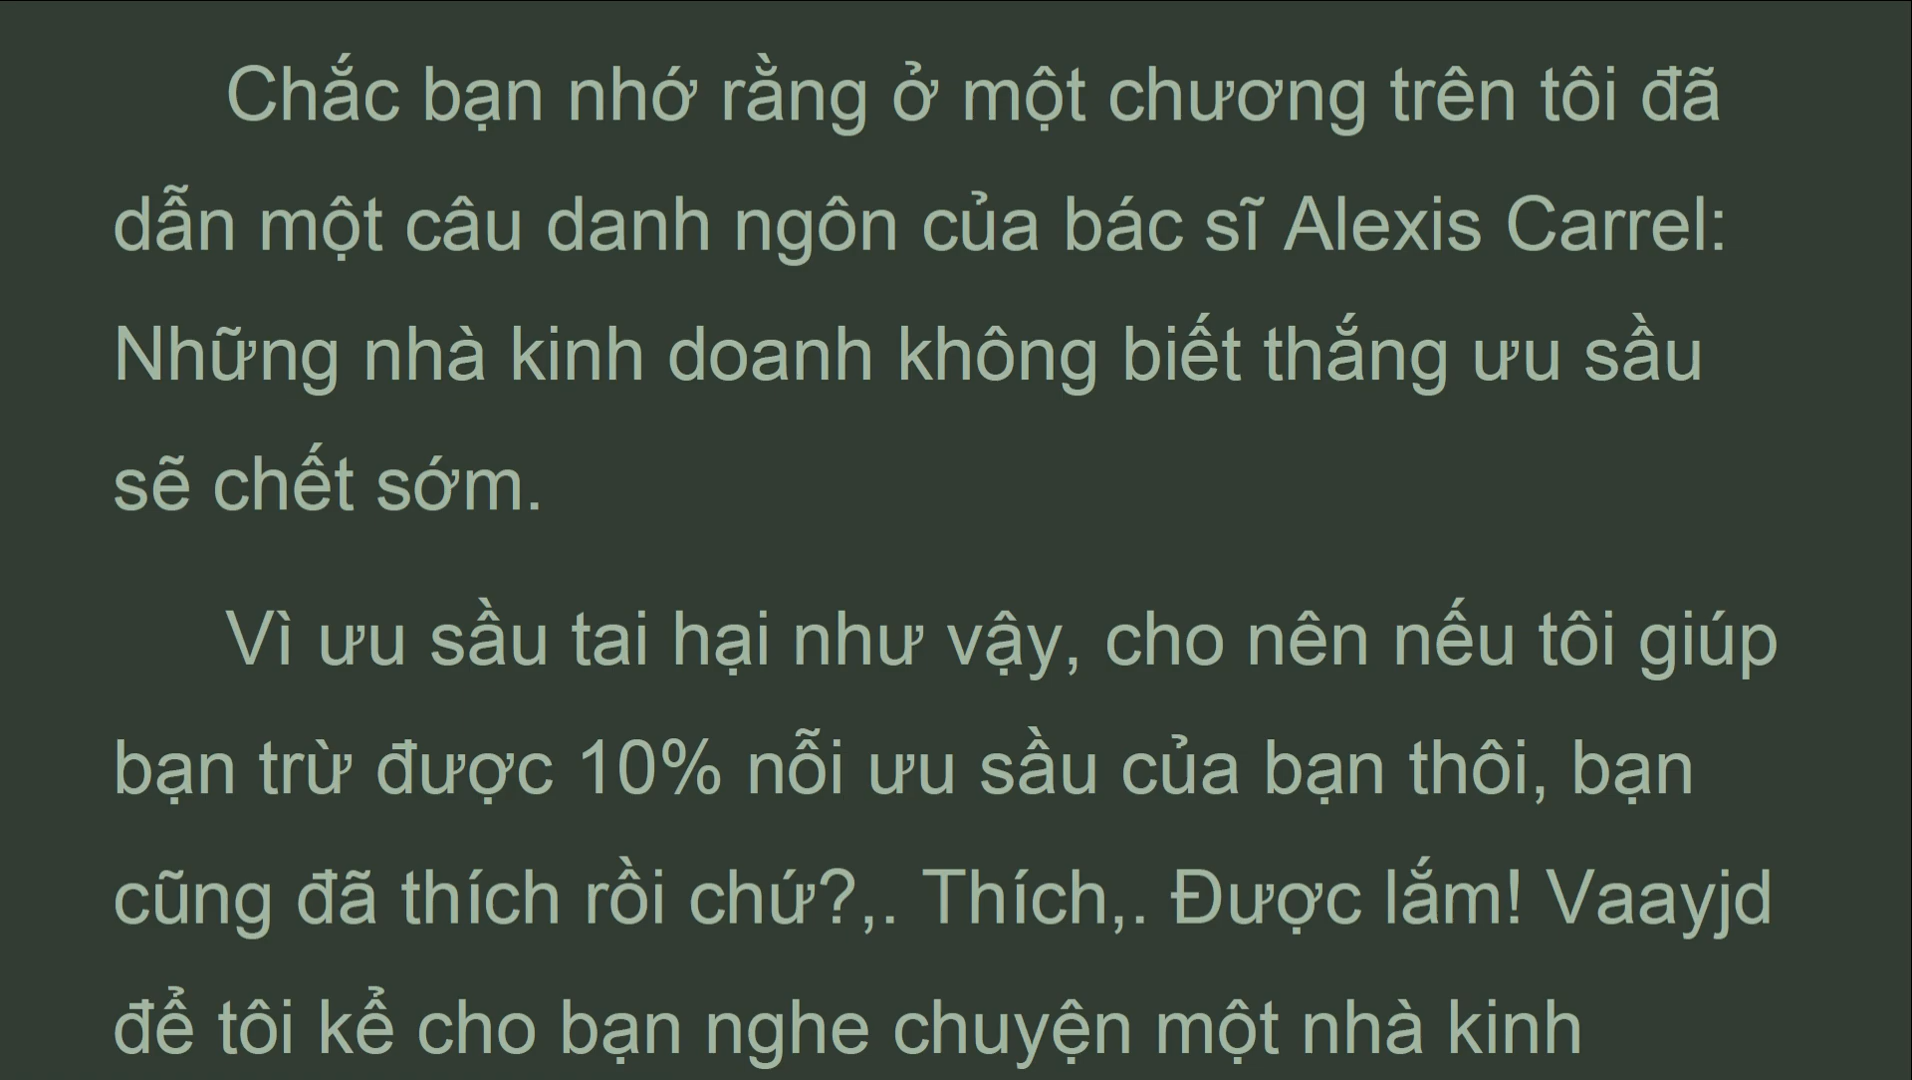 Chắc bạn nhớ rằng ở một chương trên tôi đã
dẫn một câu danh ngôn của bác sĩ Alexis Carrel:
Những nhà kinh doanh không biết thắng ưu sầu
sẽ chết sớm.
Vì ưu sầu tai hại như vậy, cho nên nếu tôi giúp
bạn trừ được 10% nỗi ưu sầu của bạn thôi, bạn
cũng đã thích rồi chứ?,. Thích,. Được lắm! Vaayjd
để tôi kể cho bạn nghe chuyện một nhà kinh